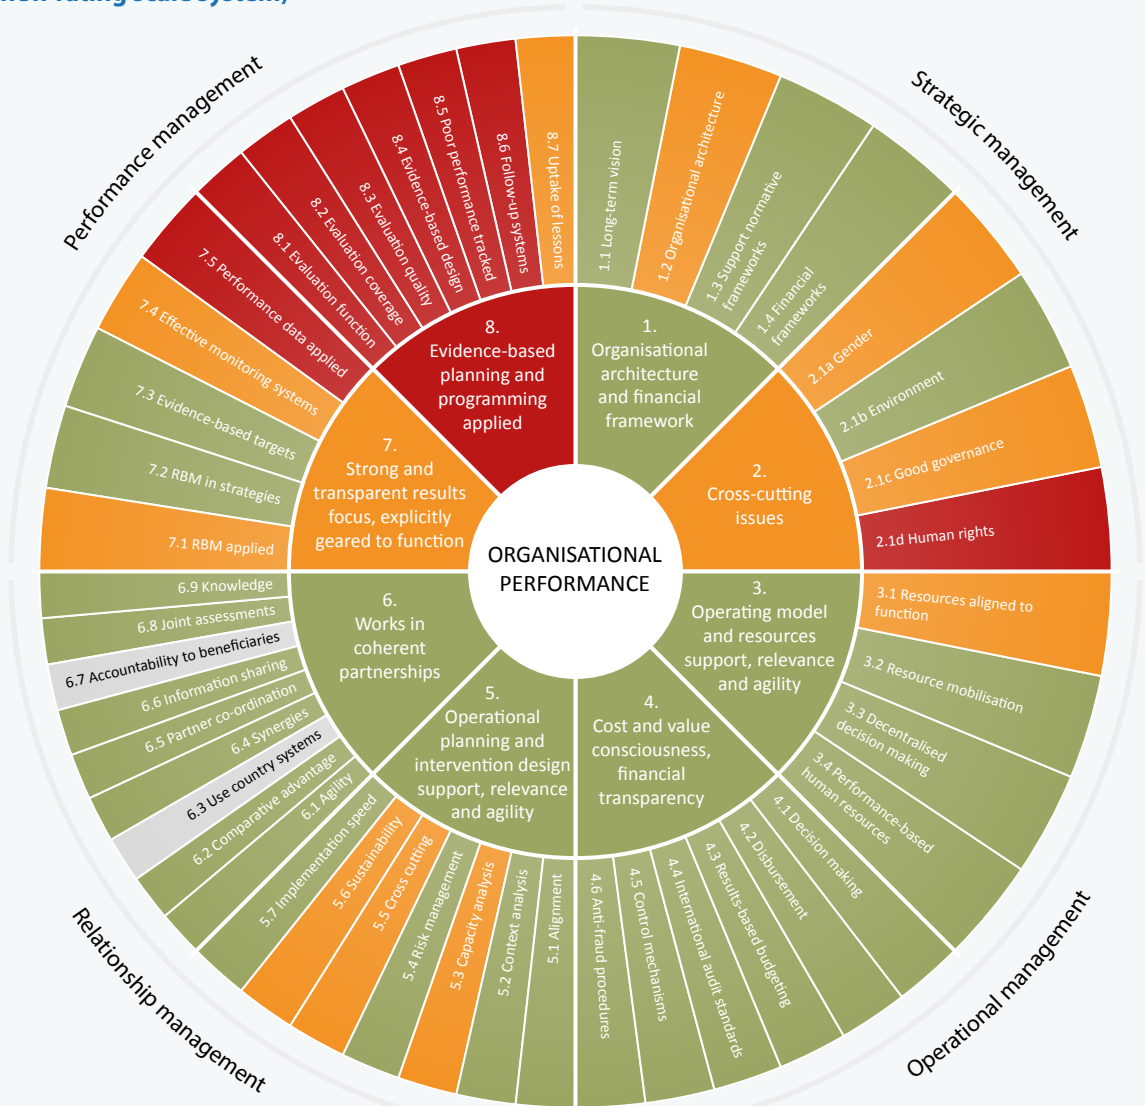 Performance management
Strategic management
Operational management
Relationship management
ORGANISATIONAL
PERFORMANCE
1.
Organisational
architecture
and financial
framework
1.1 Long-term vision
1.2 Organisational architecture
1.3 Support normative
frameworks
1.4 Financial
frameworks
2.
Cross-cutting
issues
2.1a Gender
2.1b Environment
2.1c Good governance
2.1d Human rights
3.
Operating model
and resources
support, relevance
and agility
3.1 Resources aligned to
function
3.2 Resource mobilisation
3.3 Decentralised
decision making
3.4 Performance-based
human resources
4.
Cost and value
consciousness,
financial
transparency
4.1 Decision making
4.2 Disbursement
4.3 Results-based budgeting
4.4 International audit standards
4.5 Control mechanisms
4.6 Anti-fraud procedures
5.
Operational
planning and
intervention design
support, relevance
and agility
5.1 Alignment
5.2 Context analysis
5.3 Capacity analysis
5.4 Risk management
5.5 Cross cutting
5.6 Sustainability
5.7 Implementation speed
6.
Works in
coherent
partnerships
6.1 Agility
6.2 Comparative advantage
6.3 Use country systems
6.4 Synergies
6.5 Partner co-ordination
6.6 Information sharing
6.7 Accountability to beneficiaries
6.8 Joint assessments
6.9 Knowledge
7.
Strong and
transparent results
focus, explicitly
geared to function
7.1 RBM applied
7.2 RBM in strategies
7.3 Evidence-based targets
7.4 Effective monitoring systems
7.5 Performance data applied
8.
Evidence-based
planning and
programming
applied
8.1 Evaluation function
8.2 Evaluation coverage
8.3 Evaluation quality
8.4 Evidence-based design
8.5 Poor performance tracked
8.6 Follow-up systems
8.7 Uptake of lessons